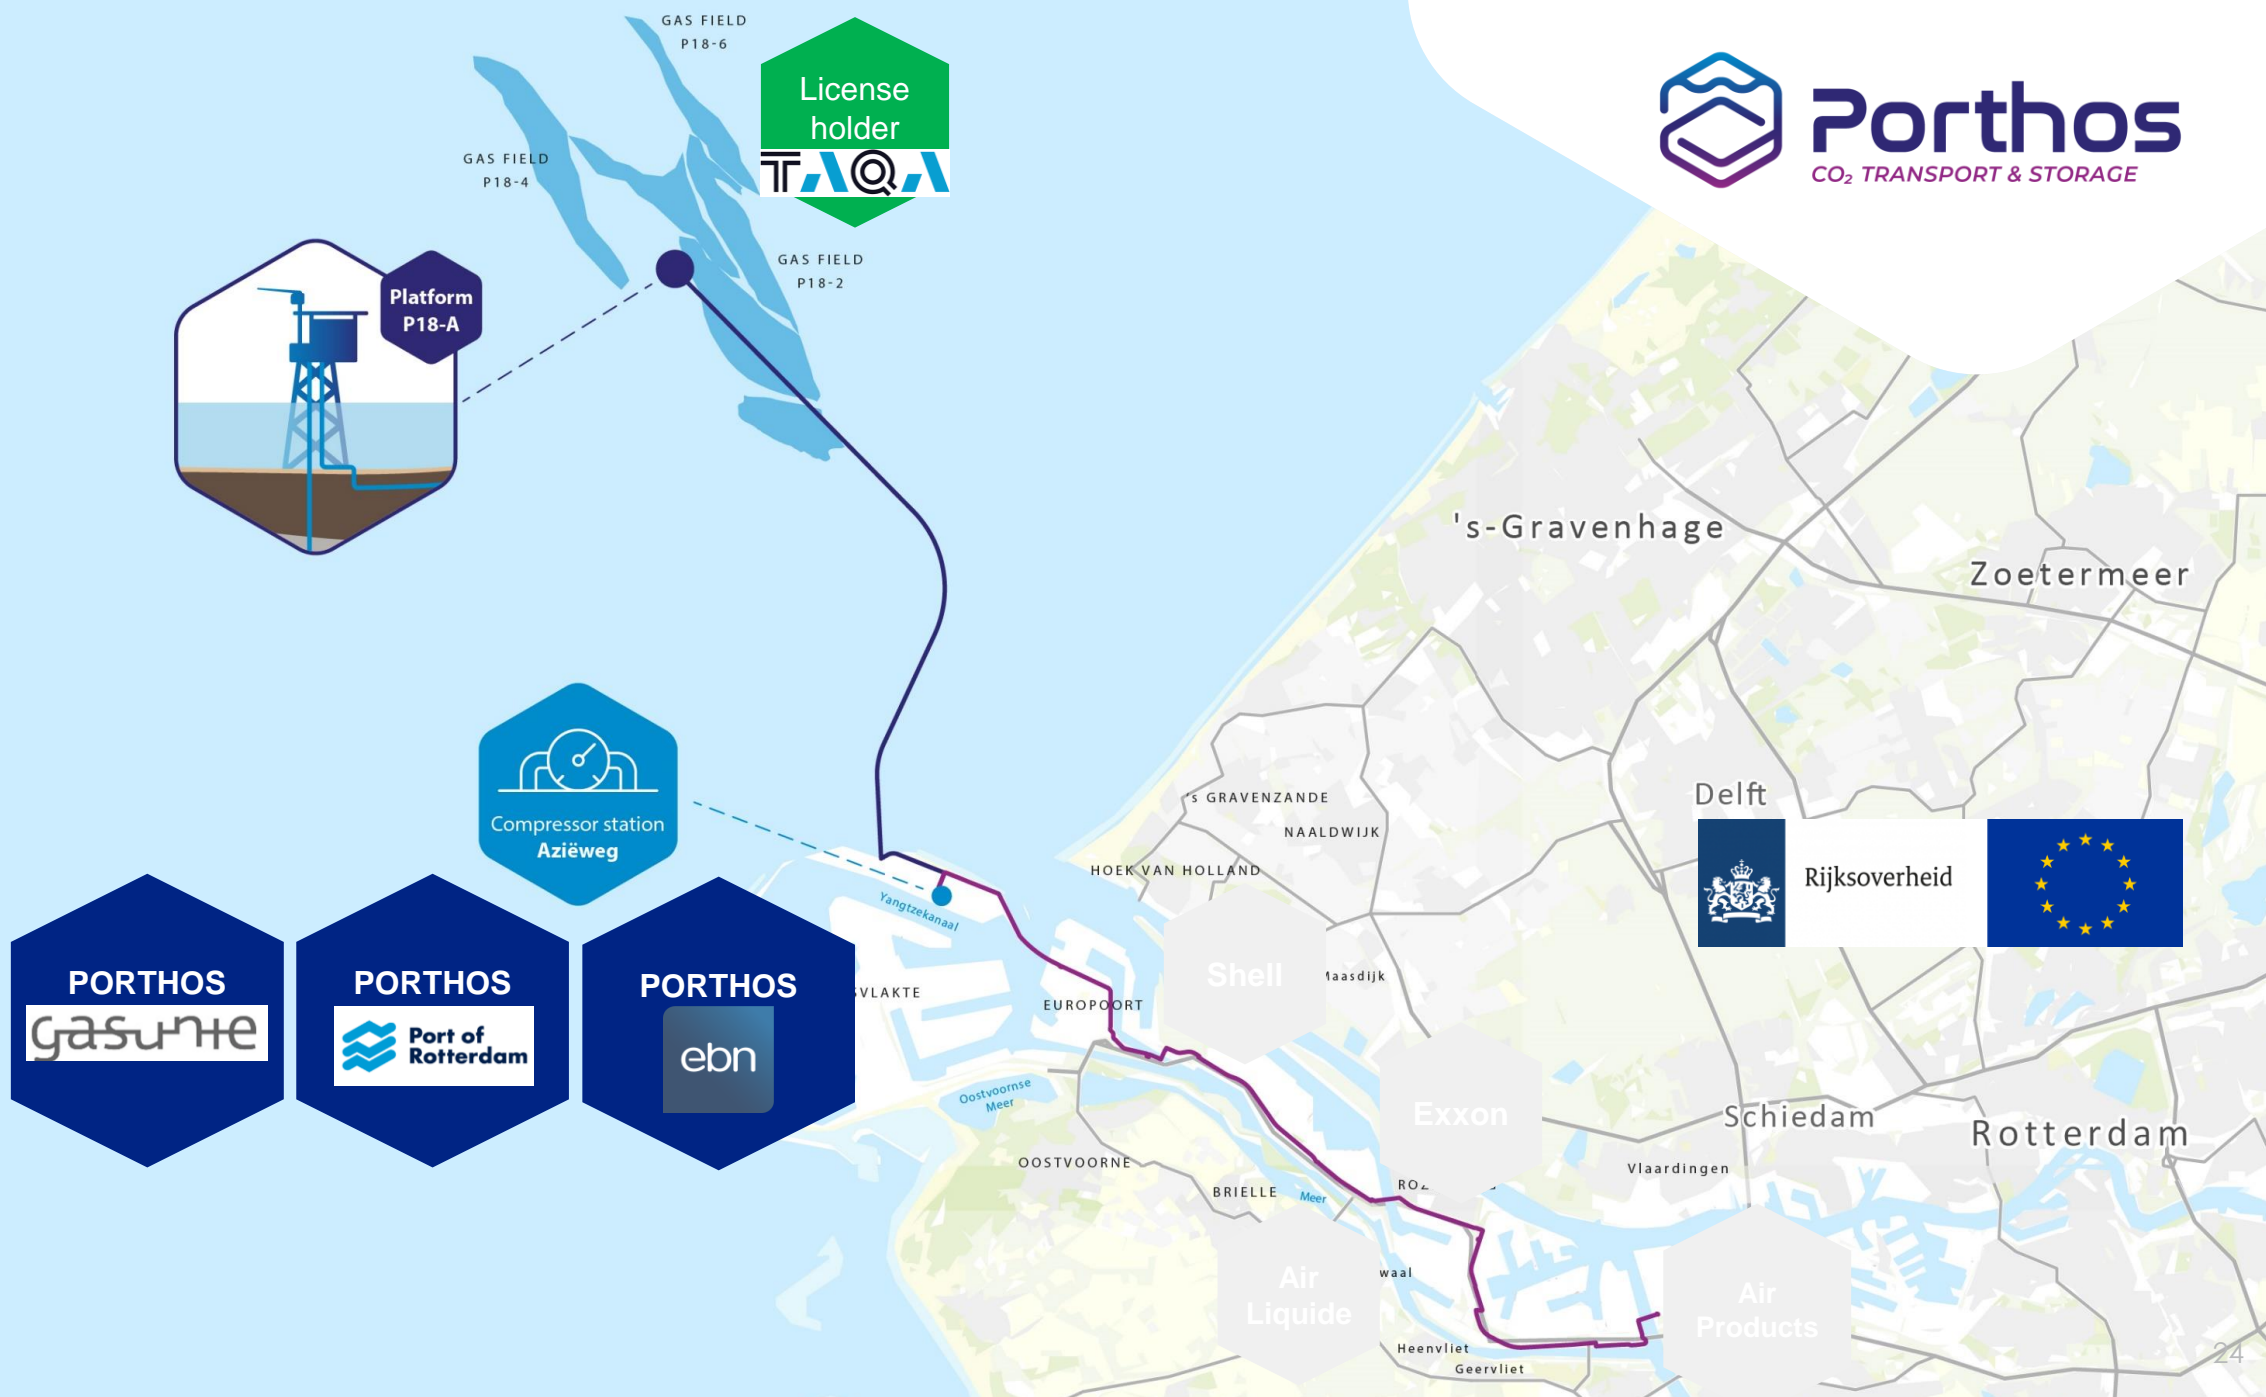 GAS FIELD
P18-6
License
holder
TAQA
Porthos
CO₂ TRANSPORT & STORAGE
GAS FIELD
P18-4
GAS FIELD
P18-2
Platform
P18-A
's-Gravenhage
Zoetermeer
Compressor station
Aziëweg
's GRAVENZANDE
NAALDWIJK
Delft
HOEK VAN HOLLAND
Rijksoverheid
Yangtzekanaal
PORTHOS
gasunie
PORTHOS
Port of
Rotterdam
PORTHOS
ebn
SVLAKTE
EUROPOORT
Shell
Maasdijk
Oostvoornse
Meer
Exxon
Schiedam
Rotterdam
OOSTVOORNE
Vlaardingen
BRIELLE
Meer
ROZ
Air
Liquide
waal
Air
Products
Heenvliet
Geervliet
24